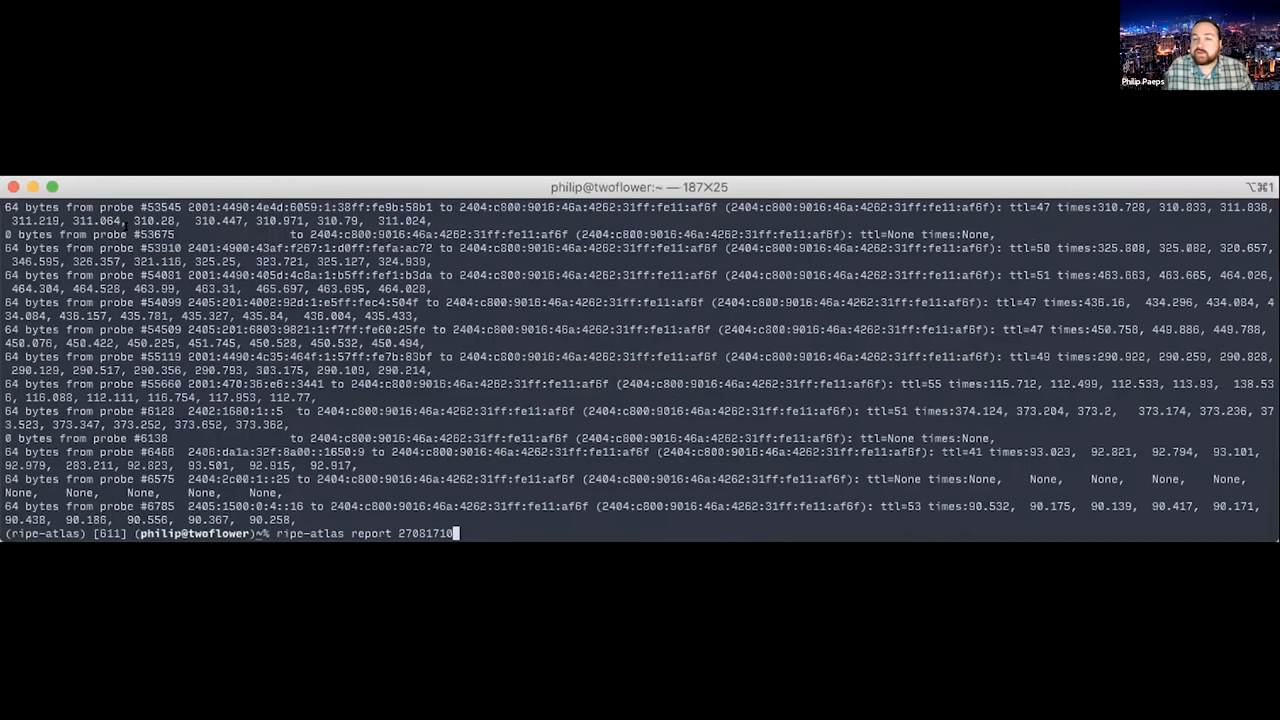 Philip Paeps
philip@twoflower:~ — 187×25
⌥⌘1
64 bytes from probe #53545 2001:4490:4e4d:6059:1:38ff:fe9b:58b1 to 2404:c800:9016:46a:4262:31ff:fe11:af6f (2404:c800:9016:46a:4262:31ff:fe11:af6f): ttl=47 times:310.728, 310.833, 311.838,
311.219, 311.064, 310.28, 310.447, 310.971, 310.79, 311.024,
0 bytes from probe #53675 to 2404:c800:9016:46a:4262:31ff:fe11:af6f (2404:c800:9016:46a:4262:31ff:fe11:af6f): ttl=None times:None,
64 bytes from probe #53910 2401:4900:43af:f267:1:d0ff:fefa:ac72 to 2404:c800:9016:46a:4262:31ff:fe11:af6f (2404:c800:9016:46a:4262:31ff:fe11:af6f): ttl=50 times:325.808, 325.082, 320.657,
346.595, 326.357, 321.116, 325.25, 323.721, 325.127, 324.939,
64 bytes from probe #54081 2401:4900:405d:4c8a:1:b5ff:fef1:b3da to 2404:c800:9016:46a:4262:31ff:fe11:af6f (2404:c800:9016:46a:4262:31ff:fe11:af6f): ttl=51 times:463.663, 463.665, 464.026,
464.304, 464.528, 463.99, 463.31, 465.697, 463.695, 464.028,
64 bytes from probe #54099 2405:201:4002:92d:1:e5ff:fec4:504f to 2404:c800:9016:46a:4262:31ff:fe11:af6f (2404:c800:9016:46a:4262:31ff:fe11:af6f): ttl=47 times:436.16, 434.296, 434.084, 4
34.084, 436.157, 435.781, 435.327, 435.84, 436.004, 435.433,
64 bytes from probe #54509 2405:201:6803:9821:1:f7ff:fe60:25fe to 2404:c800:9016:46a:4262:31ff:fe11:af6f (2404:c800:9016:46a:4262:31ff:fe11:af6f): ttl=47 times:450.758, 449.886, 449.788,
450.076, 450.422, 450.225, 451.745, 450.528, 450.532, 450.494,
64 bytes from probe #55119 2001:4490:4c35:464f:1:57ff:fe7b:83bf to 2404:c800:9016:46a:4262:31ff:fe11:af6f (2404:c800:9016:46a:4262:31ff:fe11:af6f): ttl=49 times:290.922, 290.259, 290.828,
290.129, 290.517, 290.356, 290.793, 303.175, 290.109, 290.214,
64 bytes from probe #55660 2001:470:36:e6::3441 to 2404:c800:9016:46a:4262:31ff:fe11:af6f (2404:c800:9016:46a:4262:31ff:fe11:af6f): ttl=55 times:115.712, 112.499, 112.533, 113.93, 138.53
6, 116.088, 112.111, 116.754, 117.953, 112.77,
64 bytes from probe #6128 2402:1680:1::5 to 2404:c800:9016:46a:4262:31ff:fe11:af6f (2404:c800:9016:46a:4262:31ff:fe11:af6f): ttl=51 times:374.124, 373.204, 373.2, 373.174, 373.236, 37
3.523, 373.347, 373.252, 373.652, 373.362,
0 bytes from probe #6138 to 2404:c800:9016:46a:4262:31ff:fe11:af6f (2404:c800:9016:46a:4262:31ff:fe11:af6f): ttl=None times:None,
64 bytes from probe #6466 2406:da1a:32f:8a00::1650:9 to 2404:c800:9016:46a:4262:31ff:fe11:af6f (2404:c800:9016:46a:4262:31ff:fe11:af6f): ttl=41 times:93.023, 92.821, 92.794, 93.101,
92.979, 283.211, 92.823, 93.501, 92.915, 92.917,
64 bytes from probe #6575 2404:2c00:1::25 to 2404:c800:9016:46a:4262:31ff:fe11:af6f (2404:c800:9016:46a:4262:31ff:fe11:af6f): ttl=None times:None, None, None, None, None,
None, None, None, None, None,
64 bytes from probe #6785 2405:1500:0:4::16 to 2404:c800:9016:46a:4262:31ff:fe11:af6f (2404:c800:9016:46a:4262:31ff:fe11:af6f): ttl=53 times:90.532, 90.175, 90.139, 90.417, 90.171,
90.438, 90.186, 90.556, 90.367, 90.258,
(ripe-atlas) [611] (philip@twoflower)~% ripe-atlas report 27081710